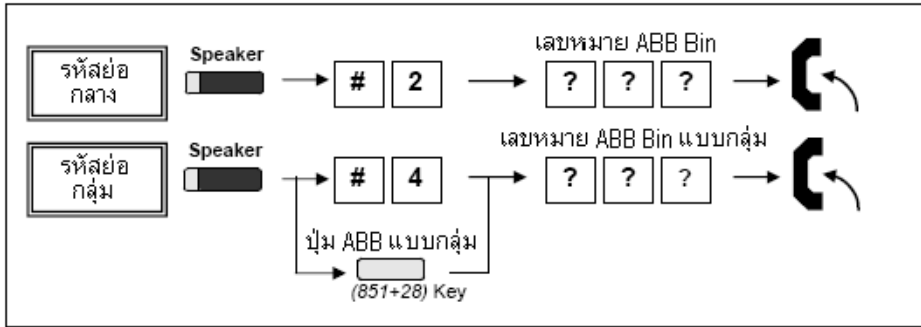 เลขหมาย ABB Bin
รหัสย่อ
กลาง
Speaker
# 2
? ? ?
เลขหมาย ABB Bin แบบกลุ่ม
รหัสย่อ
กลุ่ม
Speaker
# 4
? ? ?
ปุ่ม ABB แบบกลุ่ม
(851+28) Key